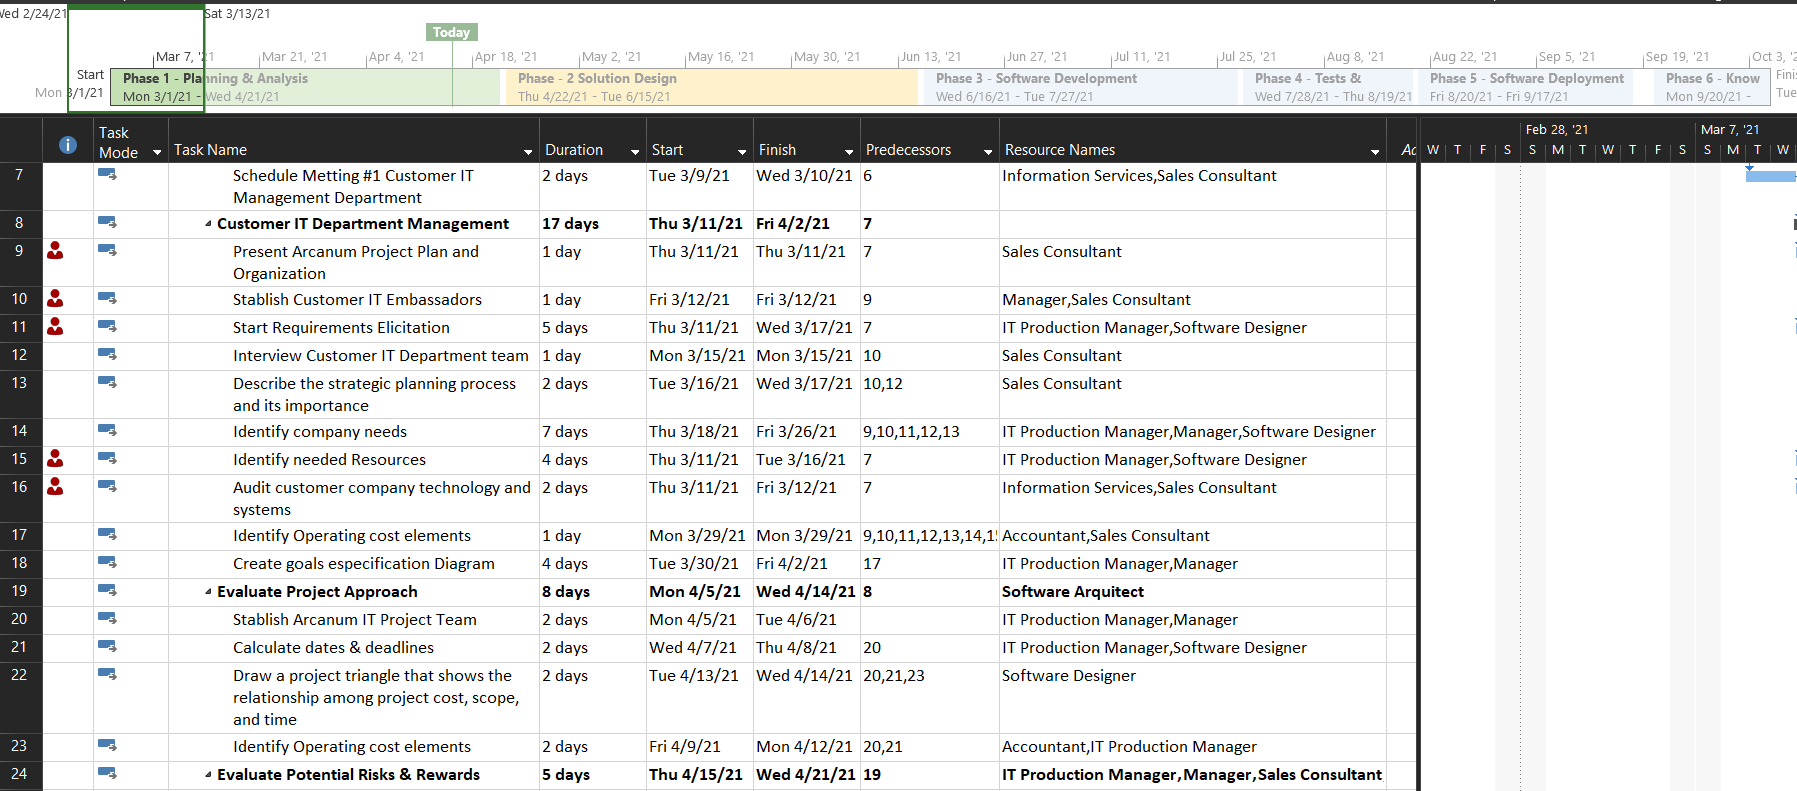 Wed 2/24/21 Sat 3/13/21
Today
Mar 7, '21 Mar 21, '21 Apr 4, '21 Apr 18, '21 May 2, '21 May 16, '21 May 30, '21 Jun 13, '21 Jun 27, '21 Jul 11, '21 Jul 25, '21 Aug 8, '21 Aug 22, '21 Sep 5, '21 Sep 19, '21 Oct 3, '
Start Phase 1 - Planning & Analysis Phase - 2 Solution Design Phase 3 - Software Development Phase 4 - Tests & Phase 5 - Software Deployment Phase 6 - Know Finis
Mon 3/1/21 Mon 3/1/21 - Wed 4/21/21 Thu 4/22/21 - Tue 6/15/21 Wed 6/16/21 - Tue 7/27/21 Wed 7/28/21 - Thu 8/19/21 Fri 8/20/21 - Fri 9/17/21 Mon 9/20/21 - Tue
Task Mode Task Name Duration Start Finish Predecessors Resource Names Ac
Feb 28, '21 Mar 7, '21
W T F S S M T W T F S S M T W
7 Schedule Metting #1 Customer IT 2 days Tue 3/9/21 Wed 3/10/21 6 Information Services,Sales Consultant
Management Department
8 Customer IT Department Management 17 days Thu 3/11/21 Fri 4/2/21 7
9 Present Arcanum Project Plan and 1 day Thu 3/11/21 Thu 3/11/21 7 Sales Consultant
Organization
10 Stablish Customer IT Embassadors 1 day Fri 3/12/21 Fri 3/12/21 9 Manager,Sales Consultant
11 Start Requirements Elicitation 5 days Thu 3/11/21 Wed 3/17/21 7 IT Production Manager,Software Designer
12 Interview Customer IT Department team 1 day Mon 3/15/21 Mon 3/15/21 10 Sales Consultant
13 Describe the strategic planning process 2 days Tue 3/16/21 Wed 3/17/21 10,12 Sales Consultant
and its importance
14 Identify company needs 7 days Thu 3/18/21 Fri 3/26/21 9,10,11,12,13 IT Production Manager,Manager,Software Designer
15 Identify needed Resources 4 days Thu 3/11/21 Tue 3/16/21 7 IT Production Manager,Software Designer
16 Audit customer company technology and 2 days Thu 3/11/21 Fri 3/12/21 7 Information Services,Sales Consultant
systems
17 Identify Operating cost elements 1 day Mon 3/29/21 Mon 3/29/21 9,10,11,12,13,14,1 Accountant,Sales Consultant
18 Create goals especification Diagram 4 days Tue 3/30/21 Fri 4/2/21 17 IT Production Manager,Manager
19 Evaluate Project Approach 8 days Mon 4/5/21 Wed 4/14/21 8 Software Arquitect
20 Stablish Arcanum IT Project Team 2 days Mon 4/5/21 Tue 4/6/21 IT Production Manager,Manager
21 Calculate dates & deadlines 2 days Wed 4/7/21 Thu 4/8/21 20 IT Production Manager,Software Designer
22 Draw a project triangle that shows the 2 days Tue 4/13/21 Wed 4/14/21 20,21,23 Software Designer
relationship among project cost, scope,
and time
23 Identify Operating cost elements 2 days Fri 4/9/21 Mon 4/12/21 20,21 Accountant,IT Production Manager
24 Evaluate Potential Risks & Rewards 5 days Thu 4/15/21 Wed 4/21/21 19 IT Production Manager,Manager,Sales Consultant